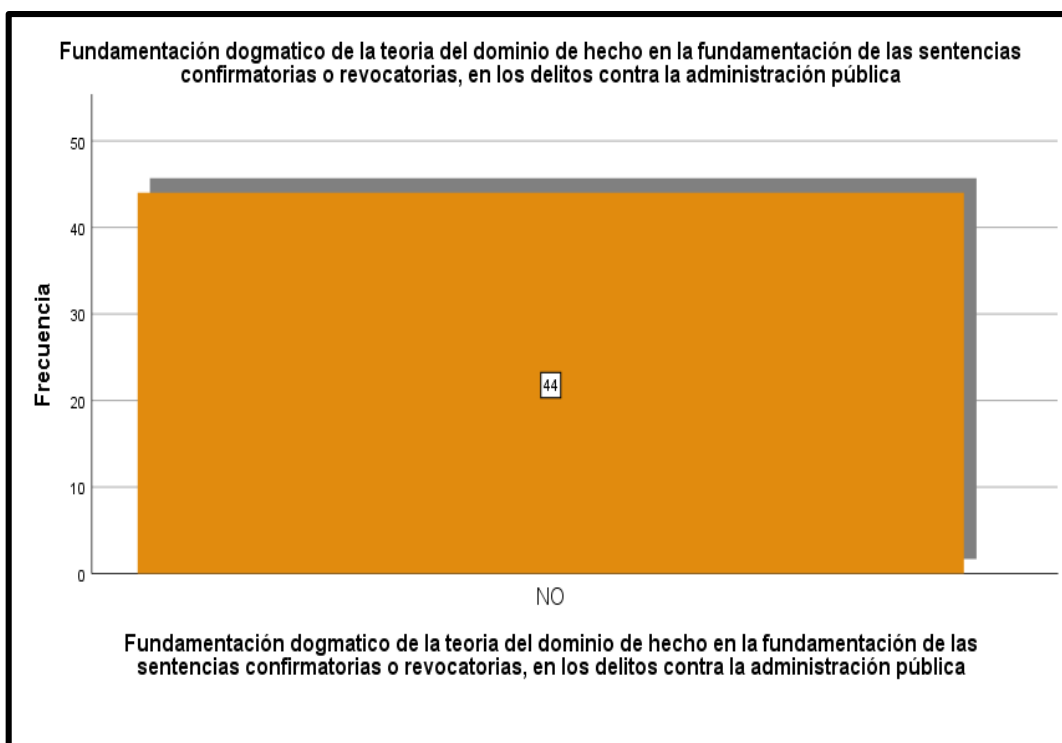 Fundamentación dogmatico de la teoria del dominio de hecho en la fundamentación de las sentencias
confirmatorias o revocatorias, en los delitos contra la administración pública
50
40
30
20
10
0
Frecuencia
44
NO
Fundamentación dogmatico de la teoria del dominio de hecho en la fundamentación de las
sentencias confirmatorias o revocatorias, en los delitos contra la administración pública